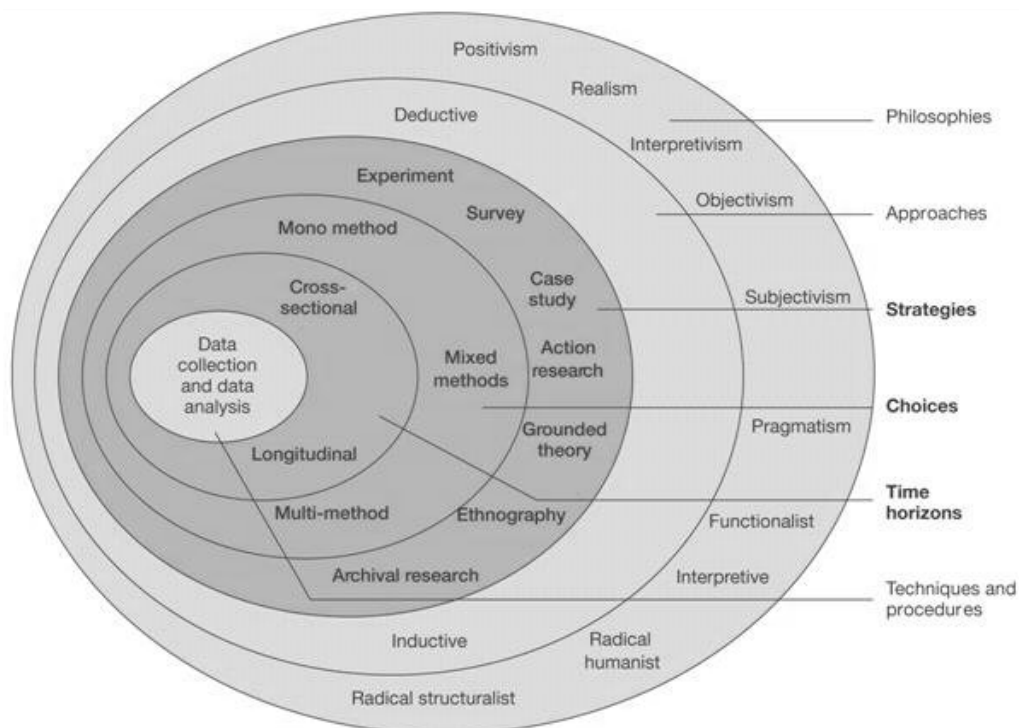 Positivism
Realism
Philosophies
Deductive
Interpretivism
Experiment
Objectivism
Approaches
Survey
Mono method
Case
study
Cross-
sectional
Subjectivism
Strategies
Data
collection
and data
analysis
Mixed
methods
Action
research
Choices
Pragmatism
Grounded
theory
Longitudinal
Time
horizons
Multi-method
Ethnography
Functionalist
Archival research
Interpretive
Techniques and
procedures
Inductive
Radical
humanist
Radical structuralist